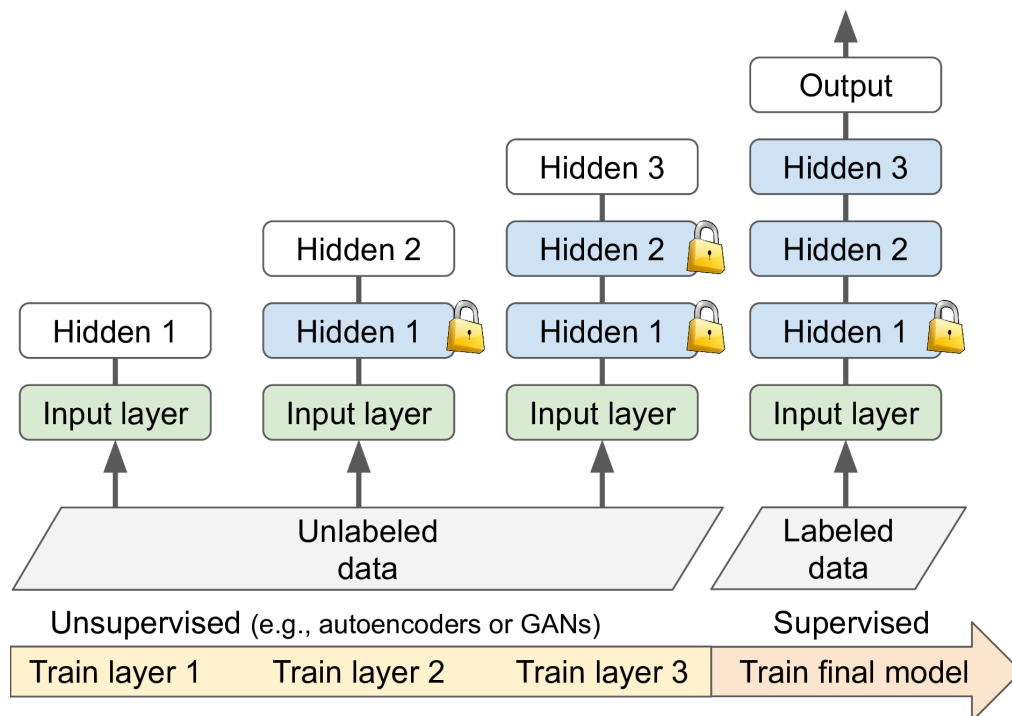 Output
Hidden 3
Hidden 3
Hidden 2
Hidden 2
Hidden 2
Hidden 1
Hidden 1
Hidden 1
Hidden 1
Input layer
Input layer
Input layer
Input layer
Unlabeled
data
Labeled
data
Unsupervised (e.g., autoencoders or GANs)
Supervised
Train layer 1
Train layer 2
Train layer 3
Train final model